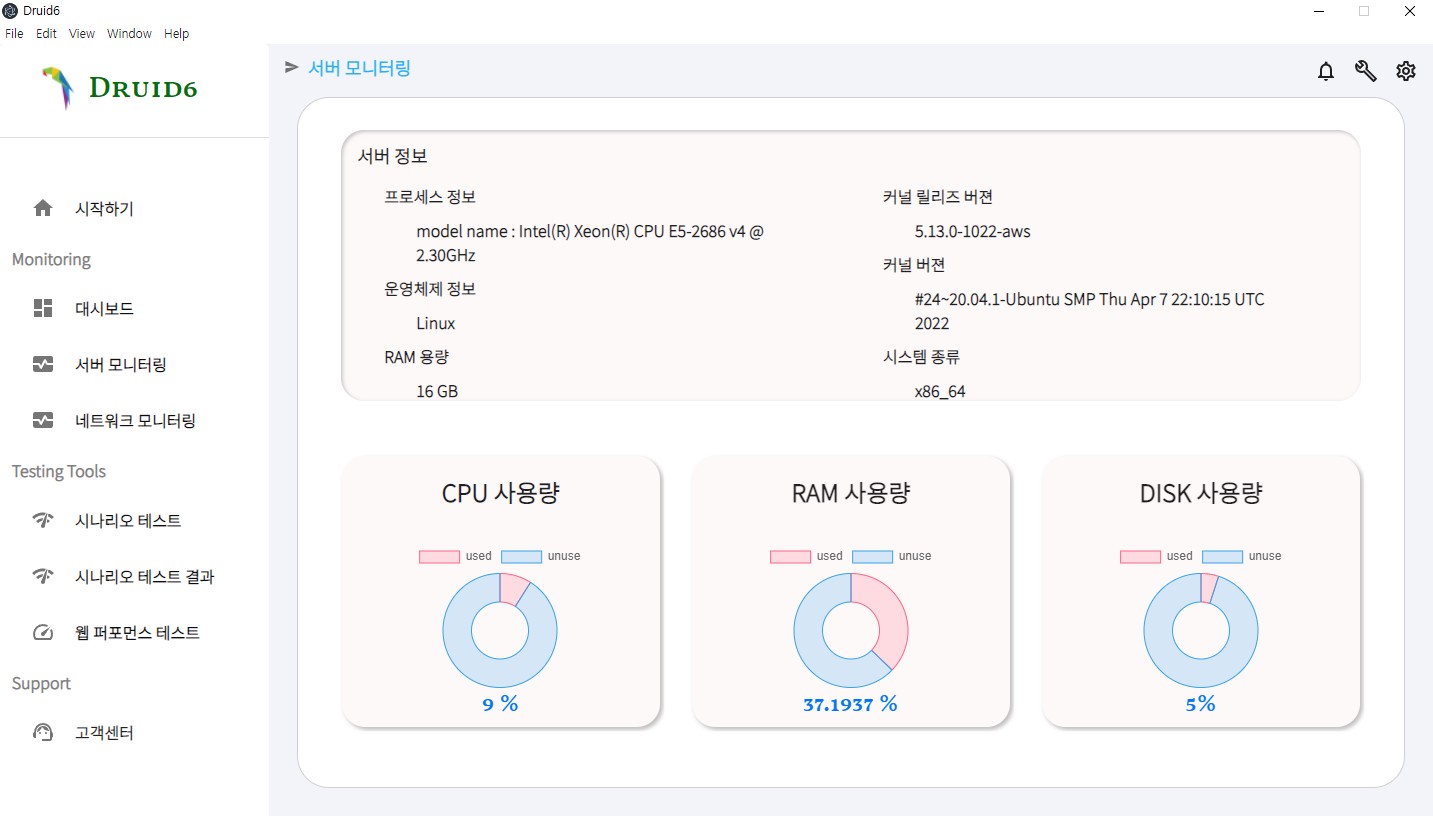 Druid6
File Edit View Window Help
DRUID6
시작하기
Monitoring
대시보드
서버 모니터링
네트워크 모니터링
Testing Tools
시나리오 테스트
시나리오 테스트 결과
웹 퍼포먼스 테스트
Support
고객센터
서버 모니터링
서버 정보
프로세스 정보
model name : Intel(R) Xeon(R) CPU E5-2686 v4 @
2.30GHz
운영체제 정보
Linux
RAM 용량
16 GB
커널 릴리즈 버젼
5.13.0-1022-aws
커널 버젼
#24~20.04.1-Ubuntu SMP Thu Apr 7 22:10:15 UTC
2022
시스템 종류
x86_64
CPU 사용량
used unuse
9 %
RAM 사용량
used unuse
37.1937 %
DISK 사용량
used unuse
5%